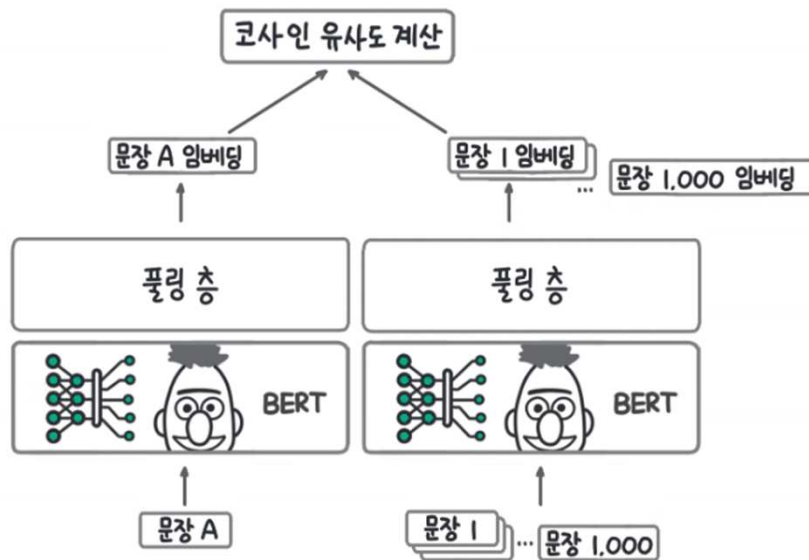 코사인 유사도 계산
문장 A 임베딩
문장 1 임베딩
... 문장 1,000 임베딩
풀링 층
풀링 층
BERT
BERT
문장 A
문장 1
... 문장 1,000